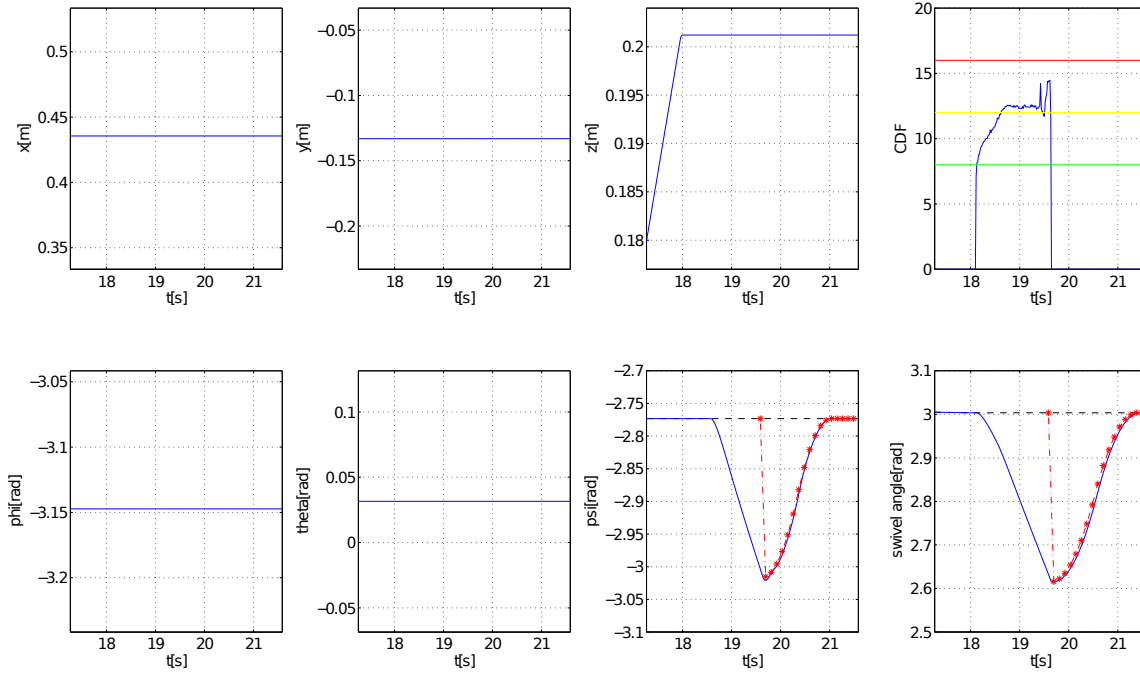 x[m]
0.5
0.45
0.4
0.35
18 19 20 21
t[s]
y[m]
−0.05
−0.1
−0.15
−0.2
18 19 20 21
t[s]
z[m]
0.2
0.195
0.19
0.185
0.18
18 19 20 21
t[s]
CDF
20
15
10
5
0
18 19 20 21
t[s]
phi[rad]
−3.05
−3.1
−3.15
−3.2
18 19 20 21
t[s]
theta[rad]
0.1
0.05
0
−0.05
18 19 20 21
t[s]
psi[rad]
−2.7
−2.75
−2.8
−2.85
−2.9
−2.95
−3
−3.05
−3.1
18 19 20 21
t[s]
swivel angle[rad]
3.1
3
2.9
2.8
2.7
2.6
2.5
18 19 20 21
t[s]